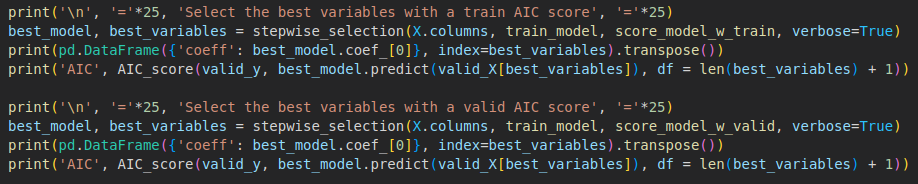 print('\n', '='*25, 'Select the best variables with a train AIC score', '='*25)
best_model, best_variables = stepwise_selection(X.columns, train_model, score_model_w_train, verbose=True)
print(pd.DataFrame({'coeff': best_model.coef_[0]}, index=best_variables).transpose())
print('AIC', AIC_score(valid_y, best_model.predict(valid_X[best_variables]), df = len(best_variables) + 1))
print('\n', '='*25, 'Select the best variables with a valid AIC score', '='*25)
best_model, best_variables = stepwise_selection(X.columns, train_model, score_model_w_valid, verbose=True)
print(pd.DataFrame({'coeff': best_model.coef_[0]}, index=best_variables).transpose())
print('AIC', AIC_score(valid_y, best_model.predict(valid_X[best_variables]), df = len(best_variables) + 1))